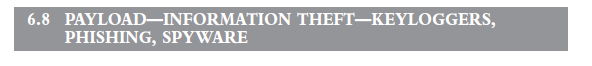 6.8 PAYLOAD—INFORMATION THEFT—KEYLOGGERS,
PHISHING, SPYWARE